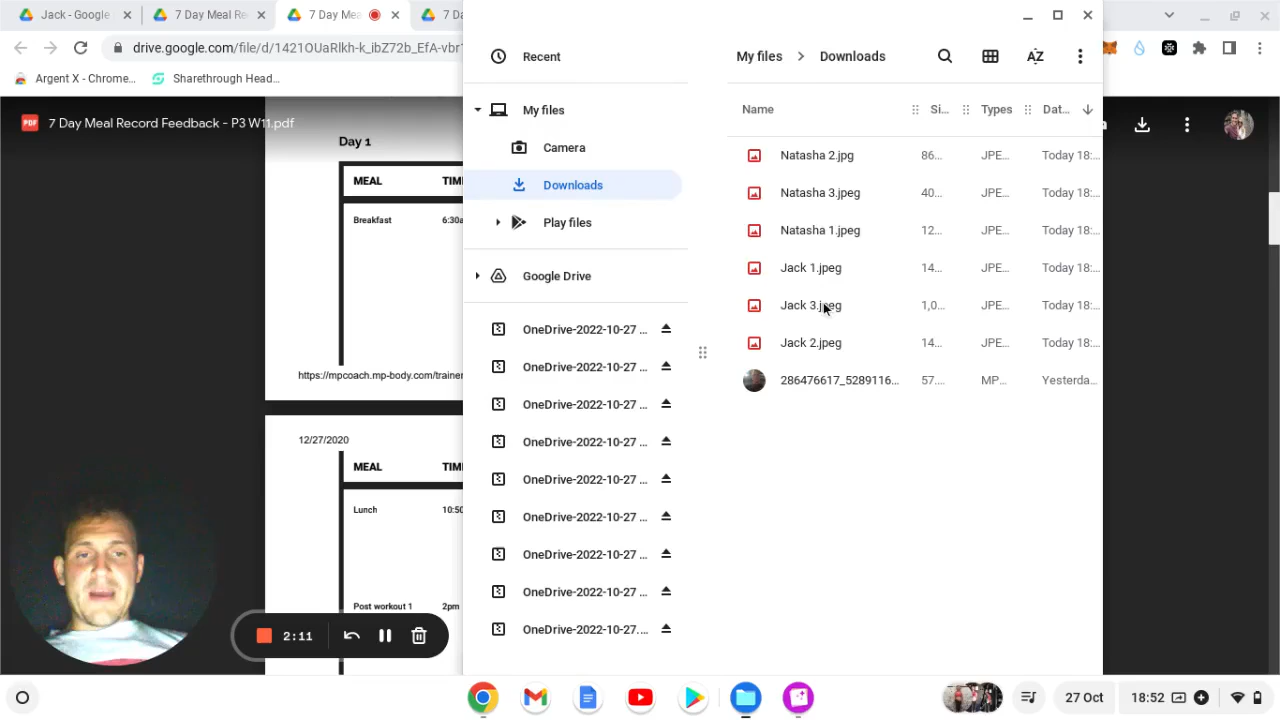 Jack - Google
7 Day Meal Re
7 Day Mea
7 Da
drive.google.com/file/d/1421OUaRlkh-k_ibZ72b_EfA-vbr
Argent X - Chrome...
Sharethrough Head...
PDF
7 Day Meal Record Feedback - P3 W11.pdf
Day 1
MEAL
TIM
Breakfast
6:30a
https://mpcoach.mp-body.com/trainer
12/27/2020
MEAL
TIM
Lunch
10:50
Post workout 1
2pm
2:11
Recent
My files
Camera
Downloads
Play files
Google Drive
OneDrive-2022-10-27 ...
OneDrive-2022-10-27 ...
OneDrive-2022-10-27 ...
OneDrive-2022-10-27 ...
OneDrive-2022-10-27 ...
OneDrive-2022-10-27 ...
OneDrive-2022-10-27 ...
OneDrive-2022-10-27 ...
OneDrive-2022-10-27....
My files > Downloads
AZ
Name Si... Types Dat...
Natasha 2.jpg 86... JPE... Today 18:...
Natasha 3.jpeg 40... JPE... Today 18:...
Natasha 1.jpeg 12... JPE... Today 18:...
Jack 1.jpeg 14... JPE... Today 18:...
Jack 3.jpeg 1,0... JPE... Today 18:...
Jack 2.jpeg 14... JPE... Today 18:...
286476617_5289116... 57.... MP... Yesterda...
27 Oct
18:52